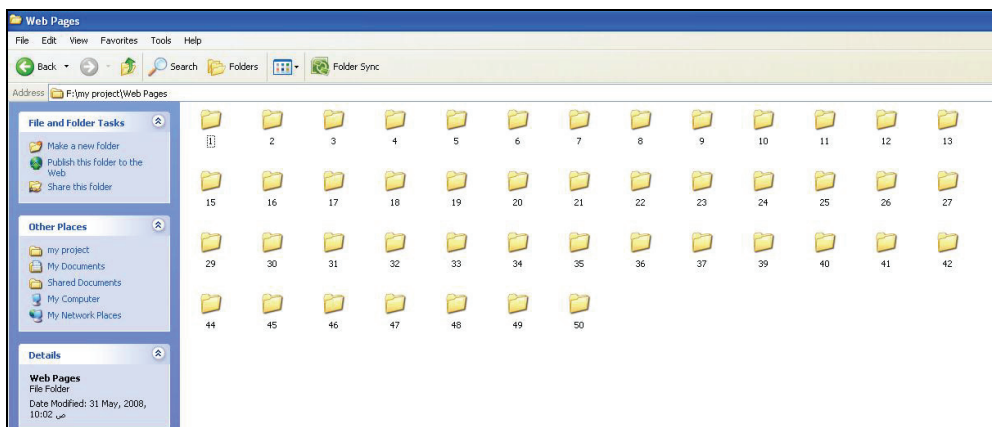 Web Pages
File Edit View Favorites Tools Help
Back Search Folders Folder Sync
Address F:\my project\Web Pages
File and Folder Tasks
Make a new folder
Publish this folder to the
Web
Share this folder
Other Places
my project
My Documents
Shared Documents
My Computer
My Network Places
Details
Web Pages
File Folder
Date Modified: 31 May, 2008,
10:02 ص
1 2 3 4 5 6 7 8 9 10 11 12 13
15 16 17 18 19 20 21 22 23 24 25 26 27
29 30 31 32 33 34 35 36 37 39 40 41 42
44 45 46 47 48 49 50